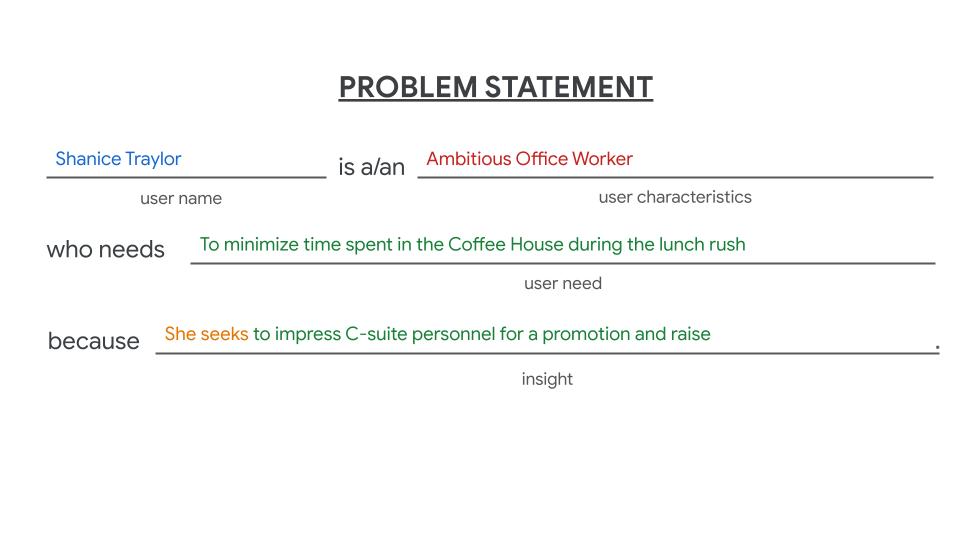 PROBLEM STATEMENT
Shanice Traylor is a/an Ambitious Office Worker
user name user characteristics
who needs To minimize time spent in the Coffee House during the lunch rush
user need
because She seeks to impress C-suite personnel for a promotion and raise .
insight